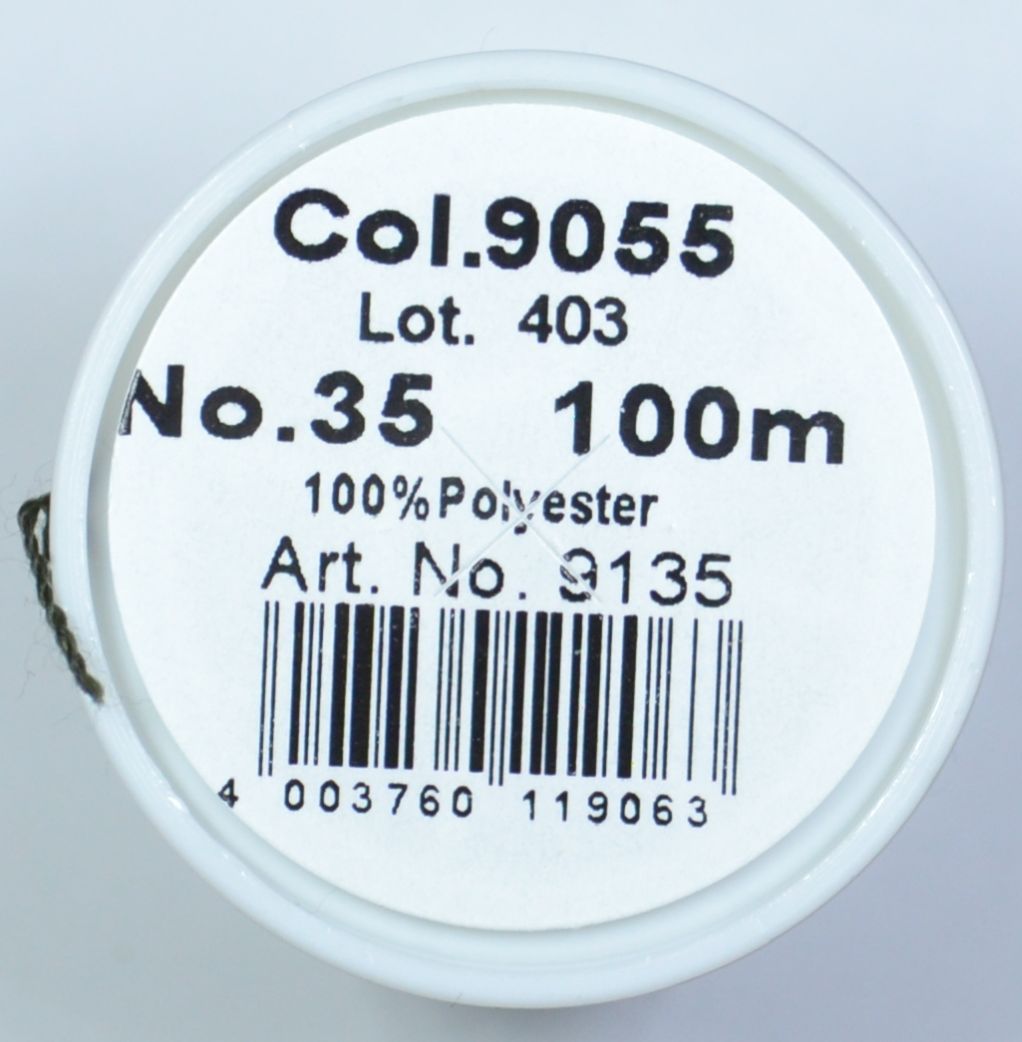 Col.9055
Lot. 403
No.35 100m
100%Polyester
Art. No. 9135
4 003760 119063